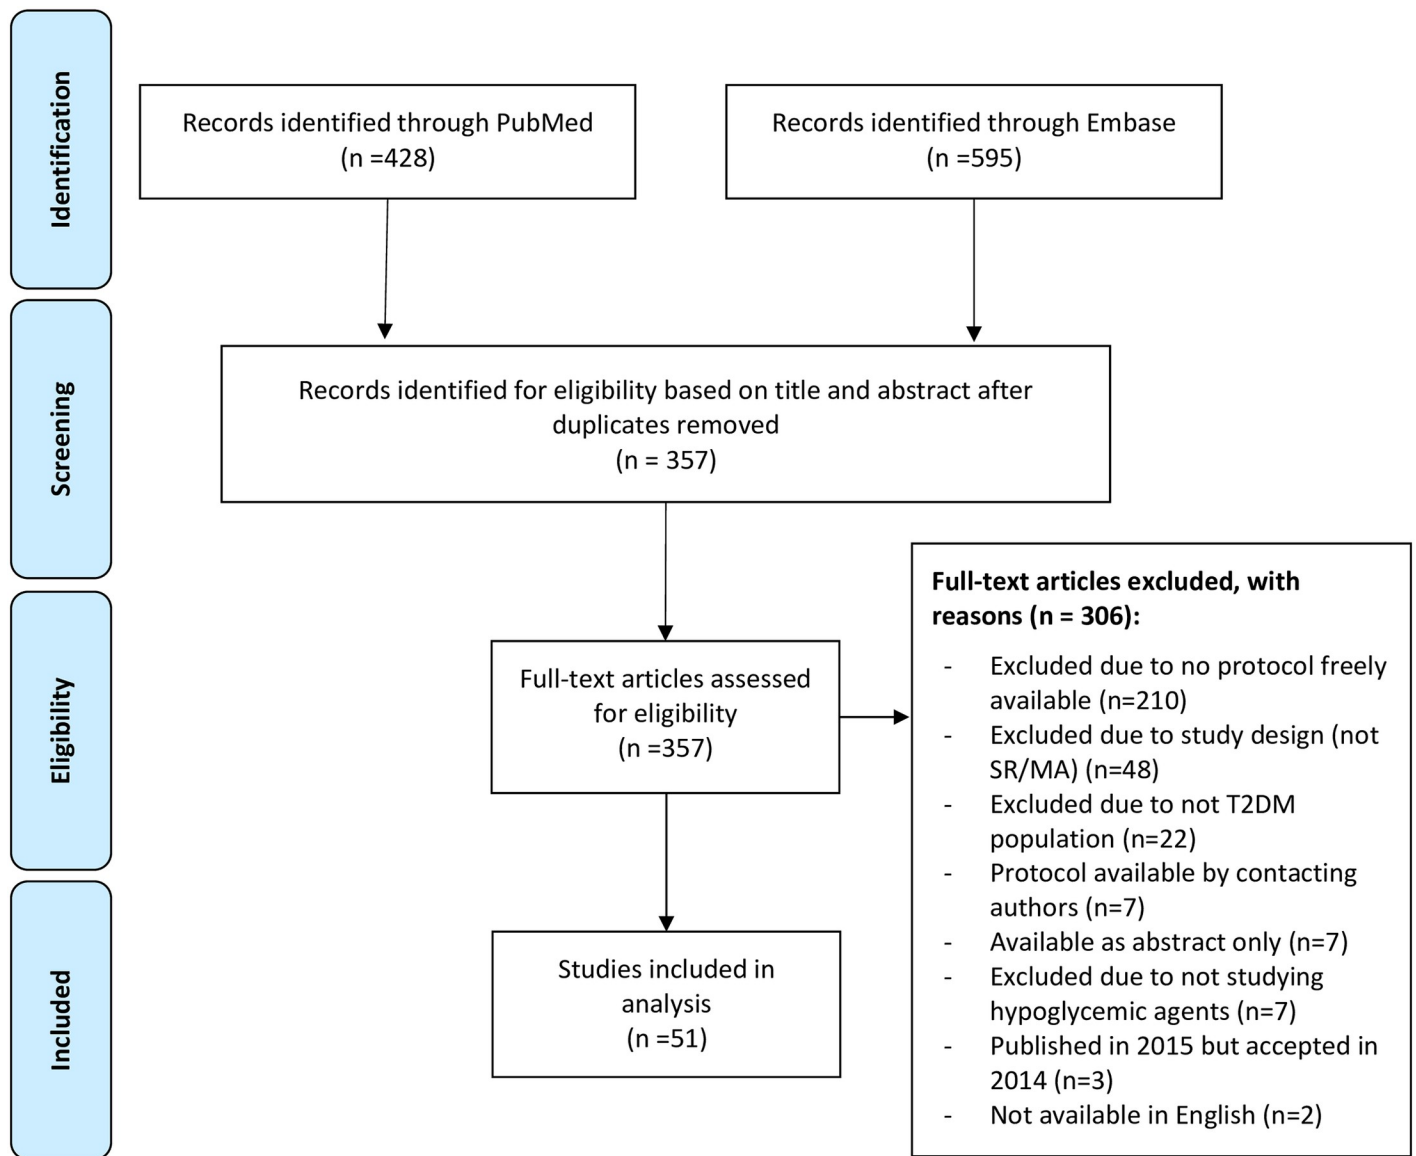 Identification
Records identified through PubMed
(n =428)
Records identified through Embase
(n =595)
Screening
Records identified for eligibility based on title and abstract after
duplicates removed
(n = 357)
Eligibility
Full-text articles assessed
for eligibility
(n =357)
Full-text articles excluded, with
reasons (n = 306):
- Excluded due to no protocol freely
available (n=210)
- Excluded due to study design (not
SR/MA) (n=48)
- Excluded due to not T2DM
population (n=22)
- Protocol available by contacting
authors (n=7)
- Available as abstract only (n=7)
- Excluded due to not studying
hypoglycemic agents (n=7)
- Published in 2015 but accepted in
2014 (n=3)
- Not available in English (n=2)
Included
Studies included in
analysis
(n =51)